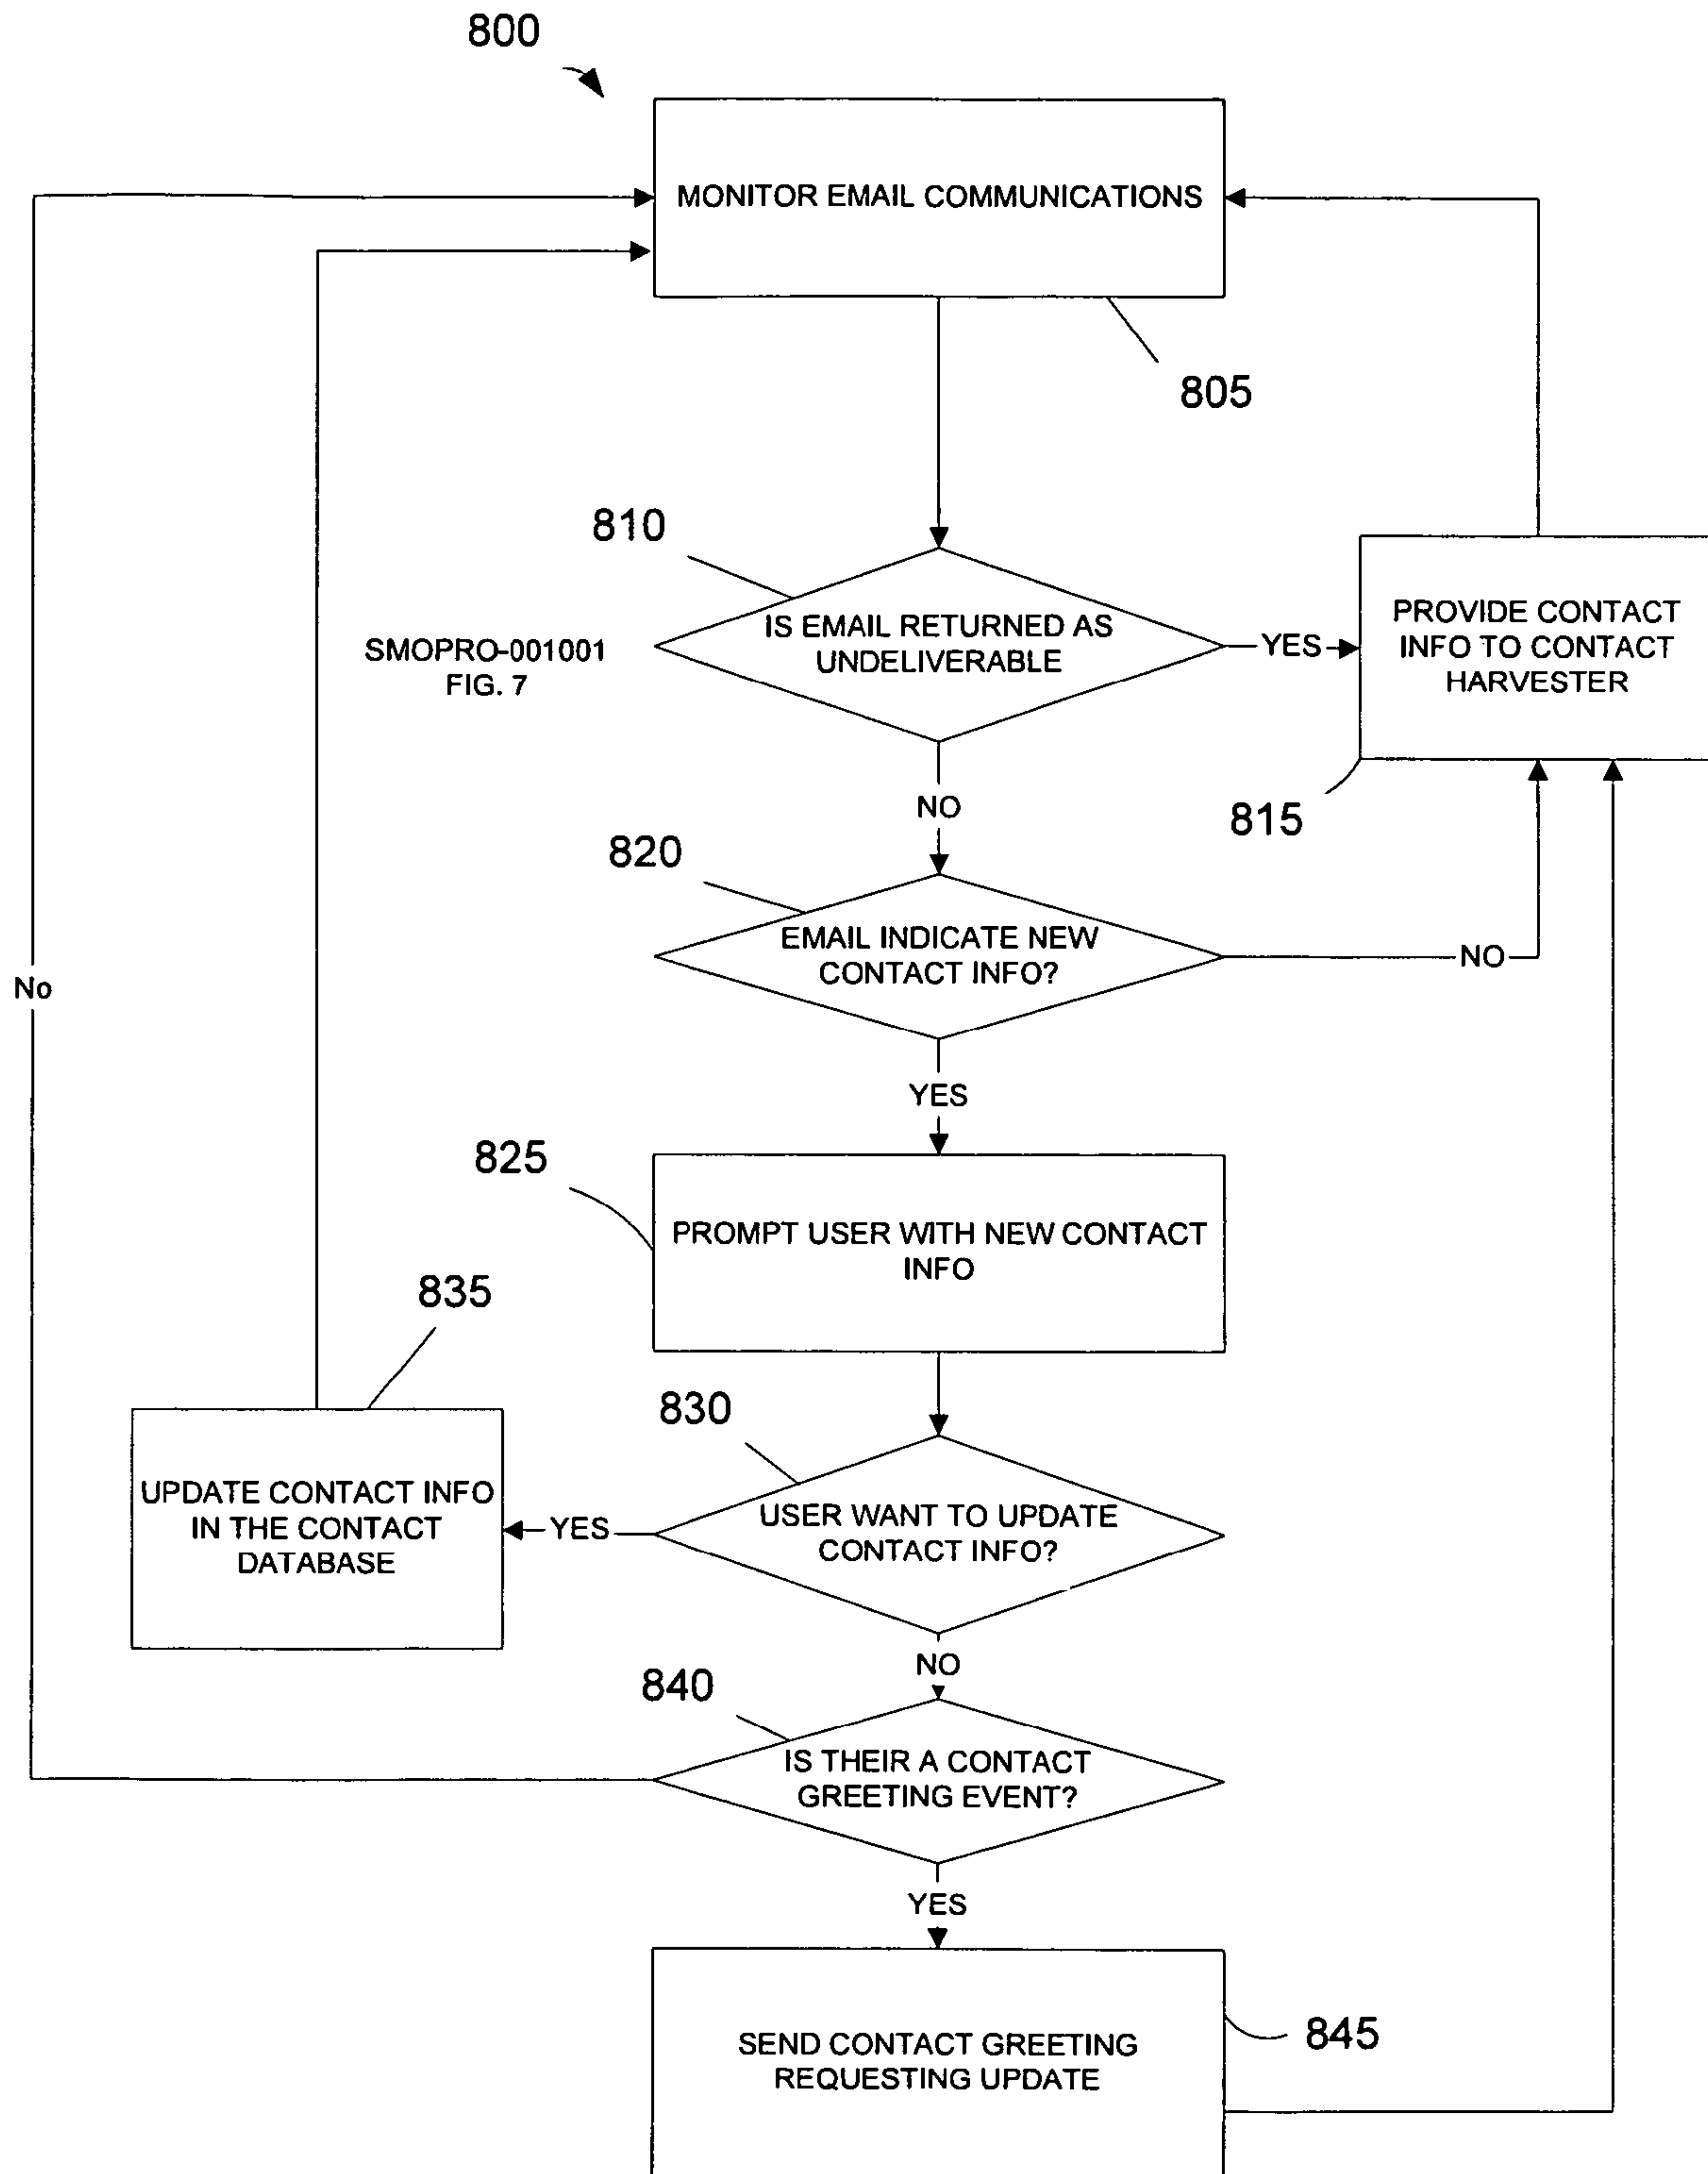 800
MONITOR EMAIL COMMUNICATIONS
805
810
IS EMAIL RETURNED AS
UNDELIVERABLE
YES
PROVIDE CONTACT
INFO TO CONTACT
HARVESTER
815
SMOPRO-001001
FIG. 7
NO
820
EMAIL INDICATE NEW
CONTACT INFO?
NO
No
YES
825
PROMPT USER WITH NEW CONTACT
INFO
835
830
UPDATE CONTACT INFO
IN THE CONTACT
DATABASE
YES
USER WANT TO UPDATE
CONTACT INFO?
NO
840
IS THEIR A CONTACT
GREETING EVENT?
YES
845
SEND CONTACT GREETING
REQUESTING UPDATE